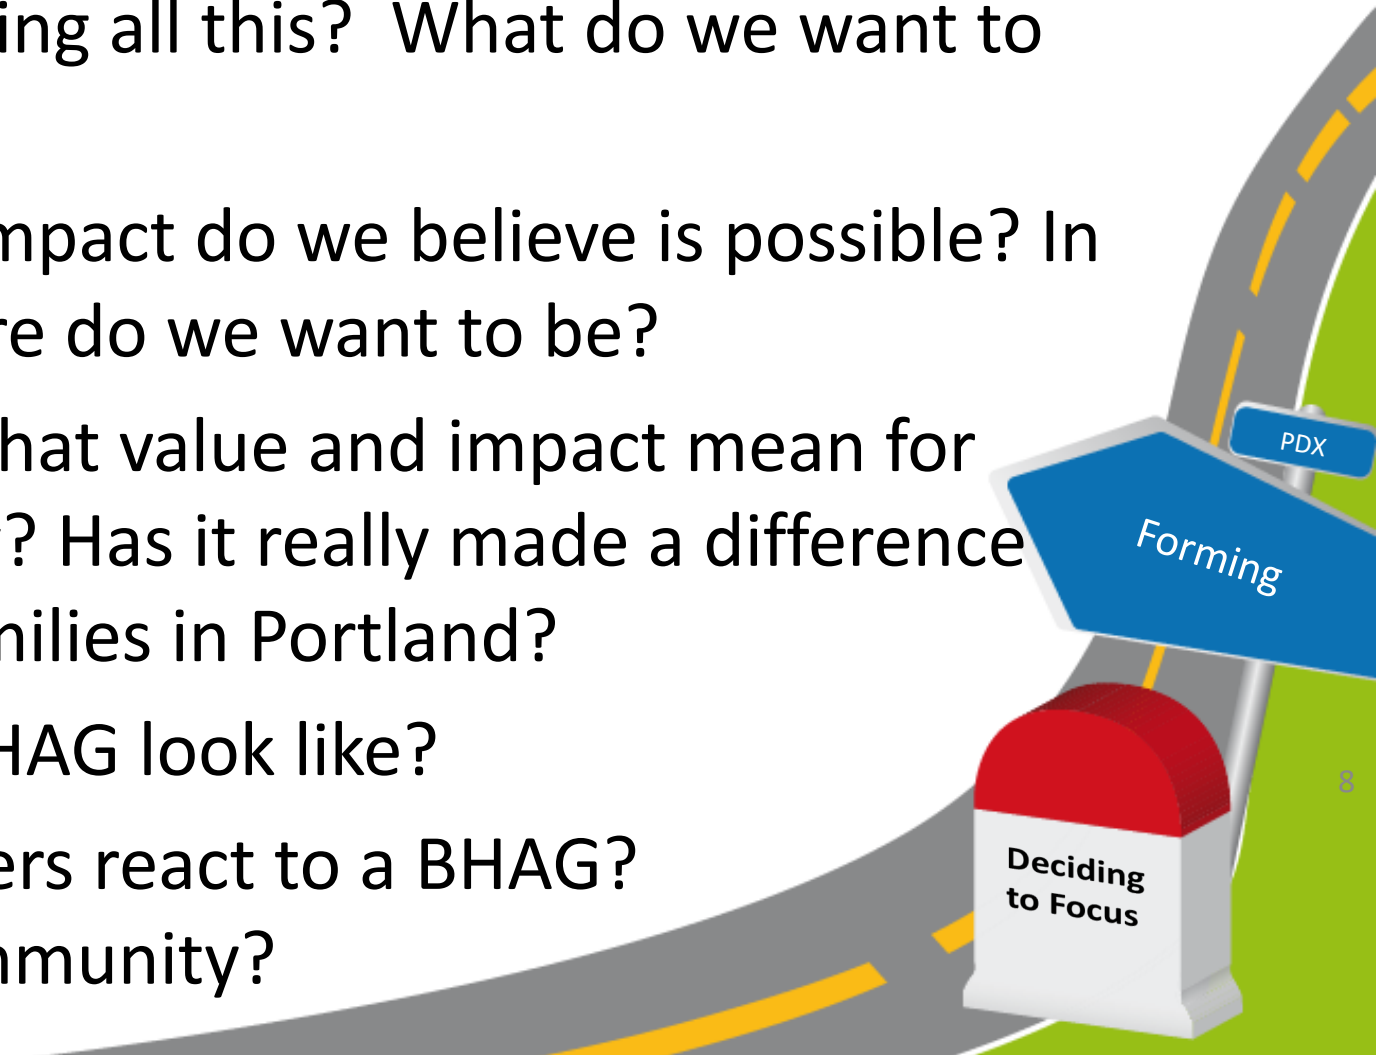 ing all this?  What do we want to
mpact do we believe is possible? In
re do we want to be?
hat value and impact mean for
? Has it really made a difference
milies in Portland?
HAG look like?
ers react to a BHAG?
mmunity?
PDX
Forming
8
Deciding
to Focus